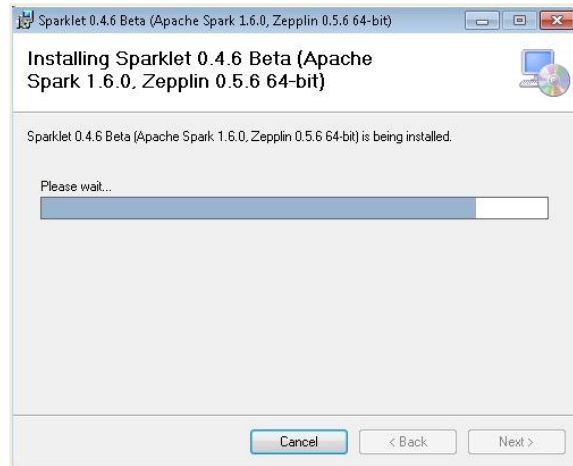 Sparklet 0.4.6 Beta (Apache Spark 1.6.0, Zepplin 0.5.6 64-bit)
Installing Sparklet 0.4.6 Beta (Apache
Spark 1.6.0, Zepplin 0.5.6 64-bit)
Sparklet 0.4.6 Beta (Apache Spark 1.6.0, Zepplin 0.5.6 64-bit) is being installed.
Please wait...
Cancel
< Back
Next >